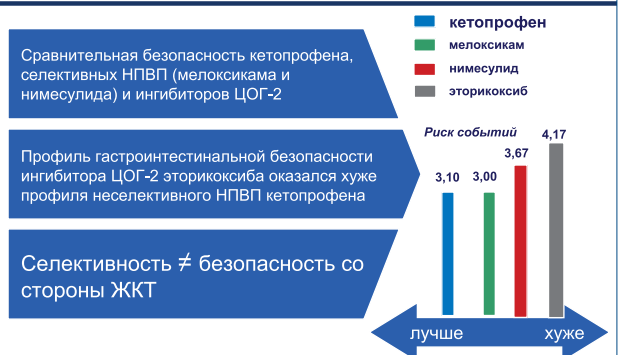 Сравнительная безопасность кетопрофена,
селективных НПВП (мелоксикама и
нимесулида) и ингибиторов ЦОГ-2
Профиль гастроинтестинальной безопасности
ингибитора ЦОГ-2 эторикоксиба оказался хуже
профиля неселективного НПВП кетопрофена
Селективность ≠ безопасность со
стороны ЖКТ
кетопрофен
мелоксикам
нимесулид
эторикоксиб
Риск событий
3,10
3,00
3,67
4,17
лучше
хуже